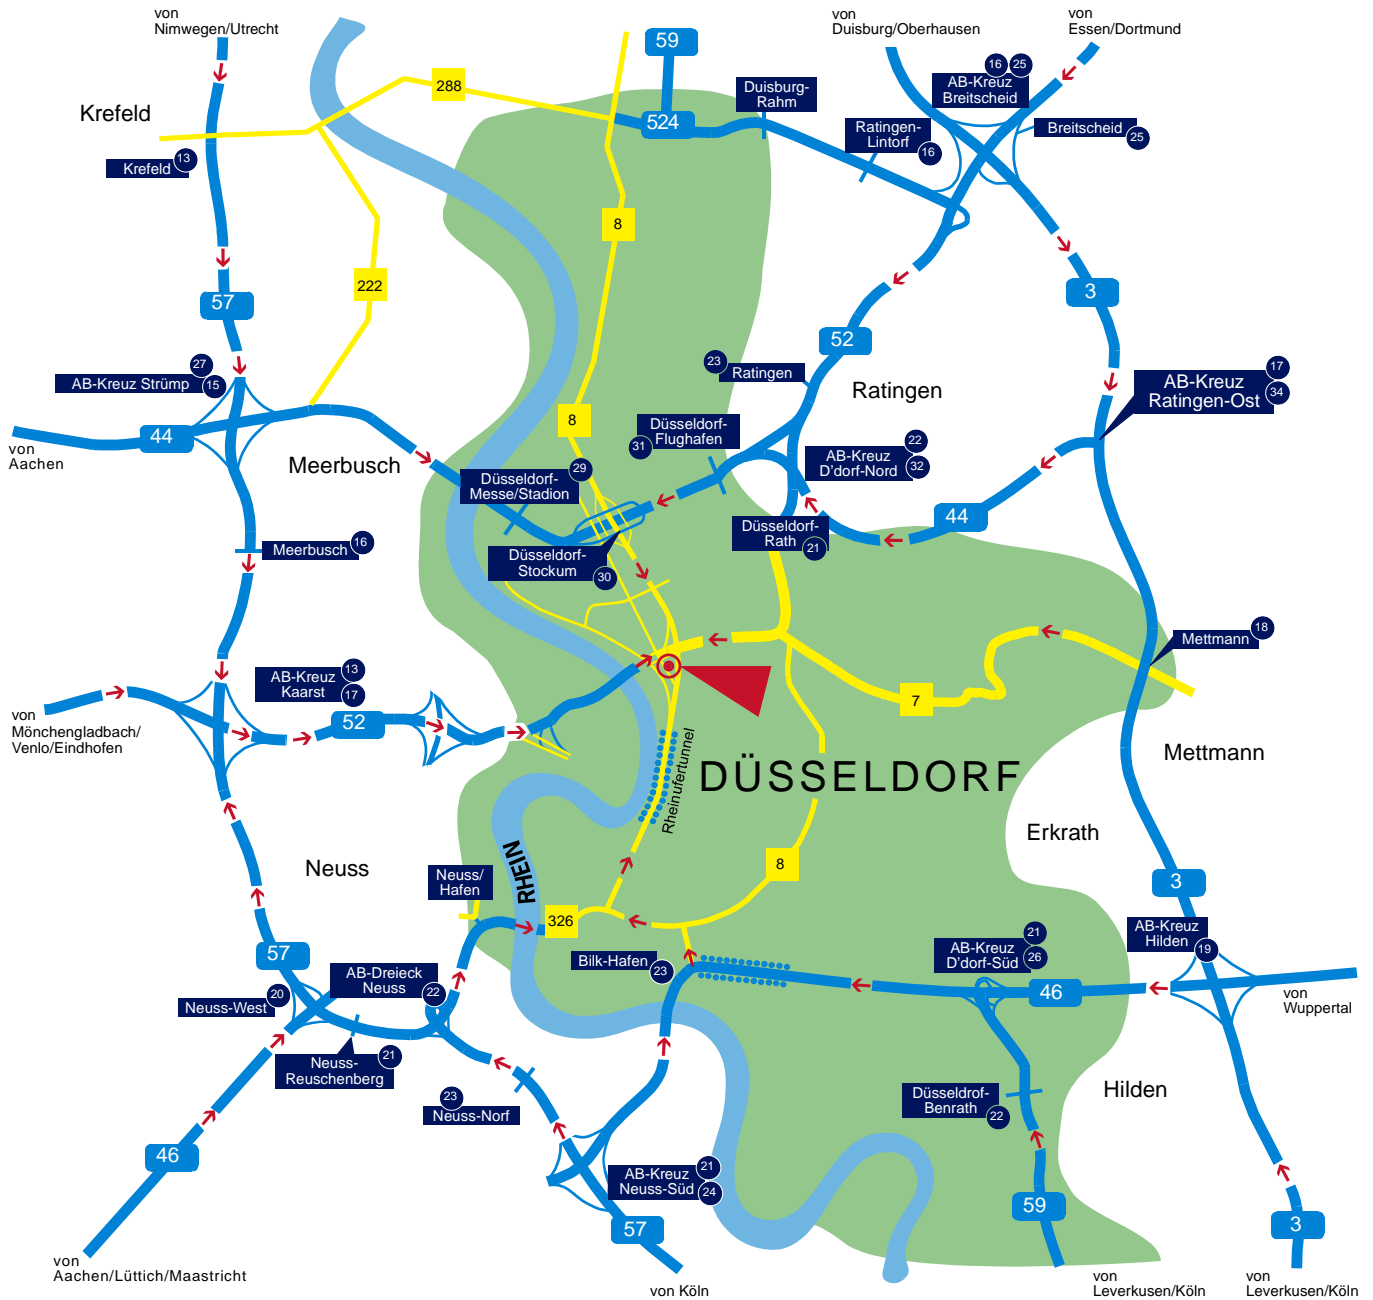 von
Nimwegen/Utrecht
von
Duisburg/Oberhausen
von
Essen/Dortmund
59
16
25
AB-Kreuz
Breitscheid
288
Duisburg-
Rahm
Krefeld
524
Ratingen-
Lintorf
16
Breitscheid
25
Krefeld
13
8
222
57
3
52
27
AB-Kreuz Strümp
15
23
Ratingen
Ratingen
17
AB-Kreuz
Ratingen-Ost
34
44
8
Düsseldorf-
Flughafen
31
22
AB-Kreuz
D'dorf-Nord
32
von
Aachen
Meerbusch
29
Düsseldorf-
Messe/Stadion
44
Düsseldorf-
Rath
21
Meerbusch
16
Düsseldorf-
Stockum
30
18
Mettmann
13
AB-Kreuz
Kaarst
17
7
von
Mönchengladbach/
Venlo/Eindhofen
52
Mettmann
DÜSSELDORF
Rheinufertunnel
Erkrath
Neuss
8
RHEIN
Neuss/
Hafen
3
326
57
21
AB-Kreuz
D'dorf-Süd
26
AB-Kreuz
Hilden
19
Bilk-Hafen
23
AB-Dreieck
Neuss
22
20
Neuss-West
46
von
Wuppertal
21
Neuss-
Reuschenberg
Hilden
23
Neuss-Norf
Düsseldrof-
Benrath
22
46
21
AB-Kreuz
Neuss-Süd
24
59
57
3
von
Aachen/Lüttich/Maastricht
von Köln
von
Leverkusen/Köln
von
Leverkusen/Köln